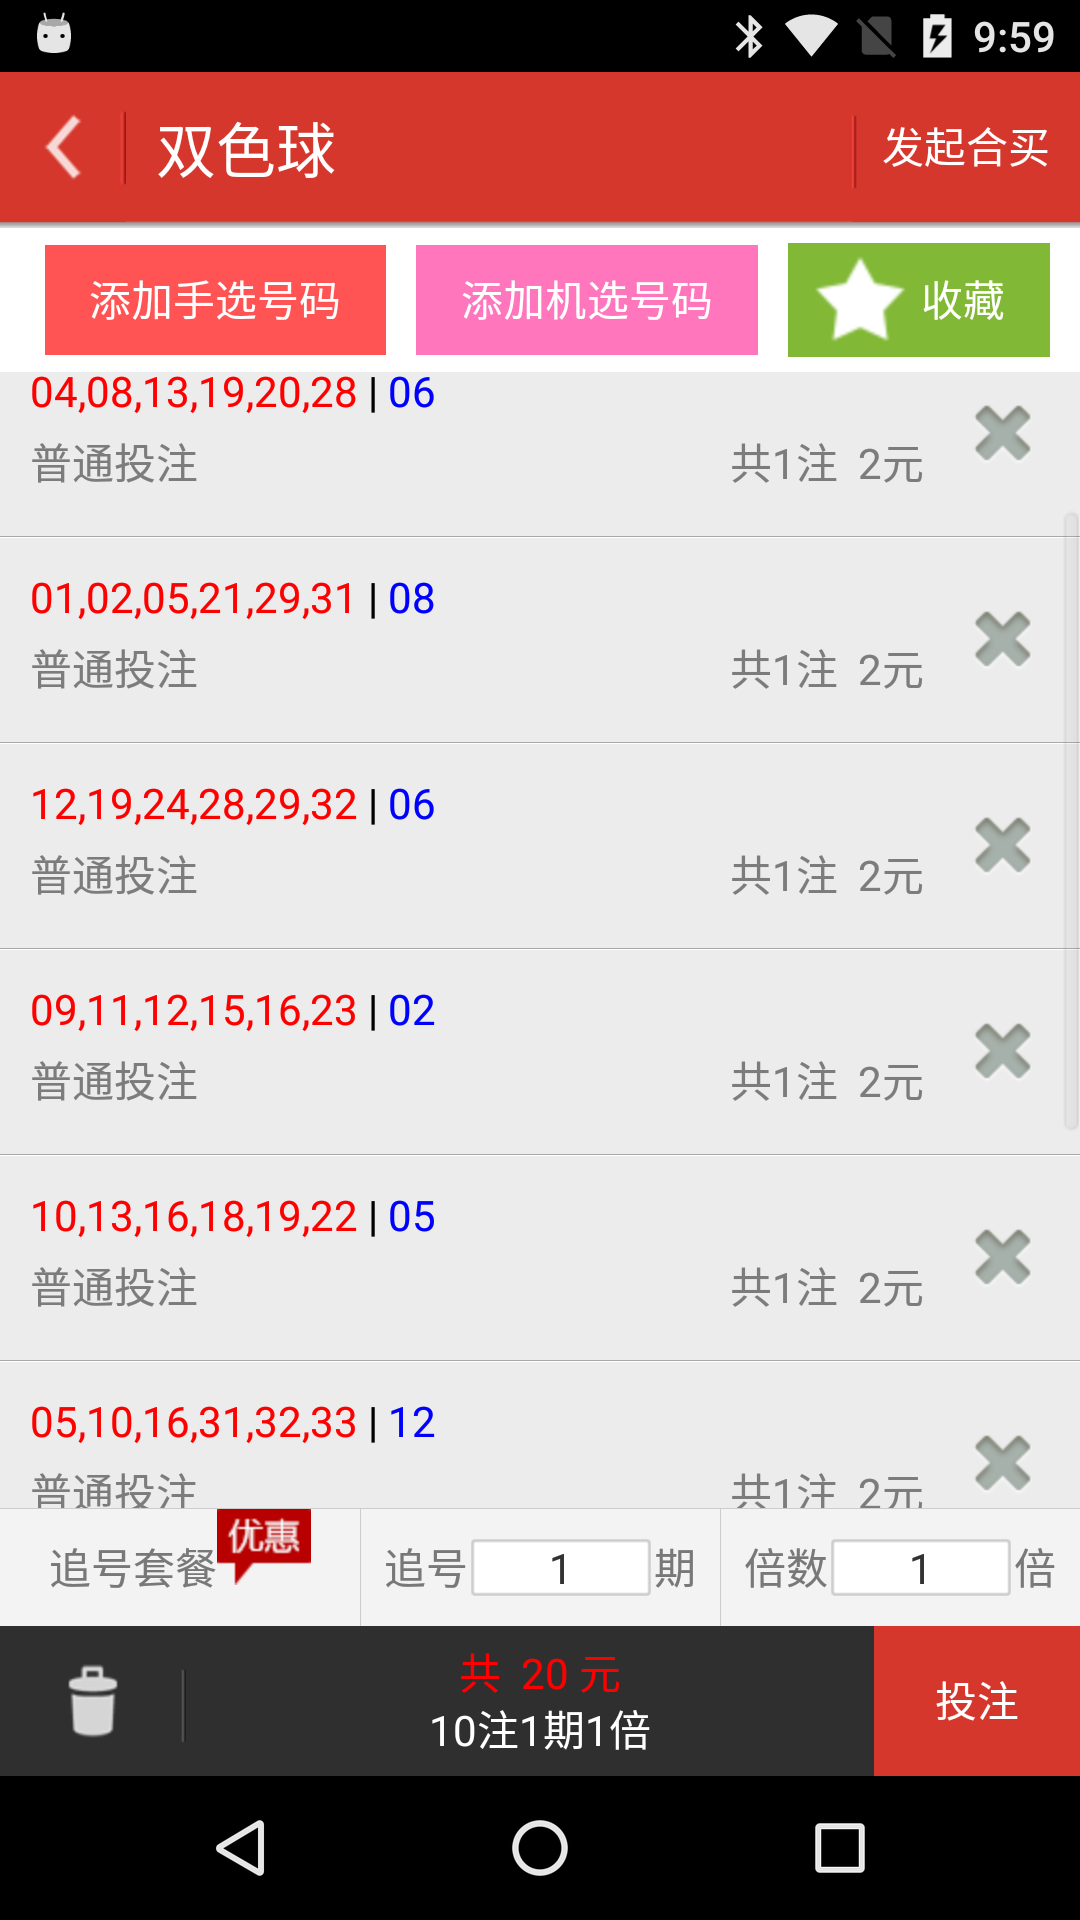 9:59
双色球
发起合买
添加手选号码
添加机选号码
收藏
04,08,13,19,20,28 | 06
普通投注 共1注 2元
01,02,05,21,29,31 | 08
普通投注 共1注 2元
12,19,24,28,29,32 | 06
普通投注 共1注 2元
09,11,12,15,16,23 | 02
普通投注 共1注 2元
10,13,16,18,19,22 | 05
普通投注 共1注 2元
05,10,16,31,32,33 | 12
普通投注 共1注 2元
追号套餐 优惠
追号 1 期
倍数 1 倍
共 20 元
10注1期1倍
投注